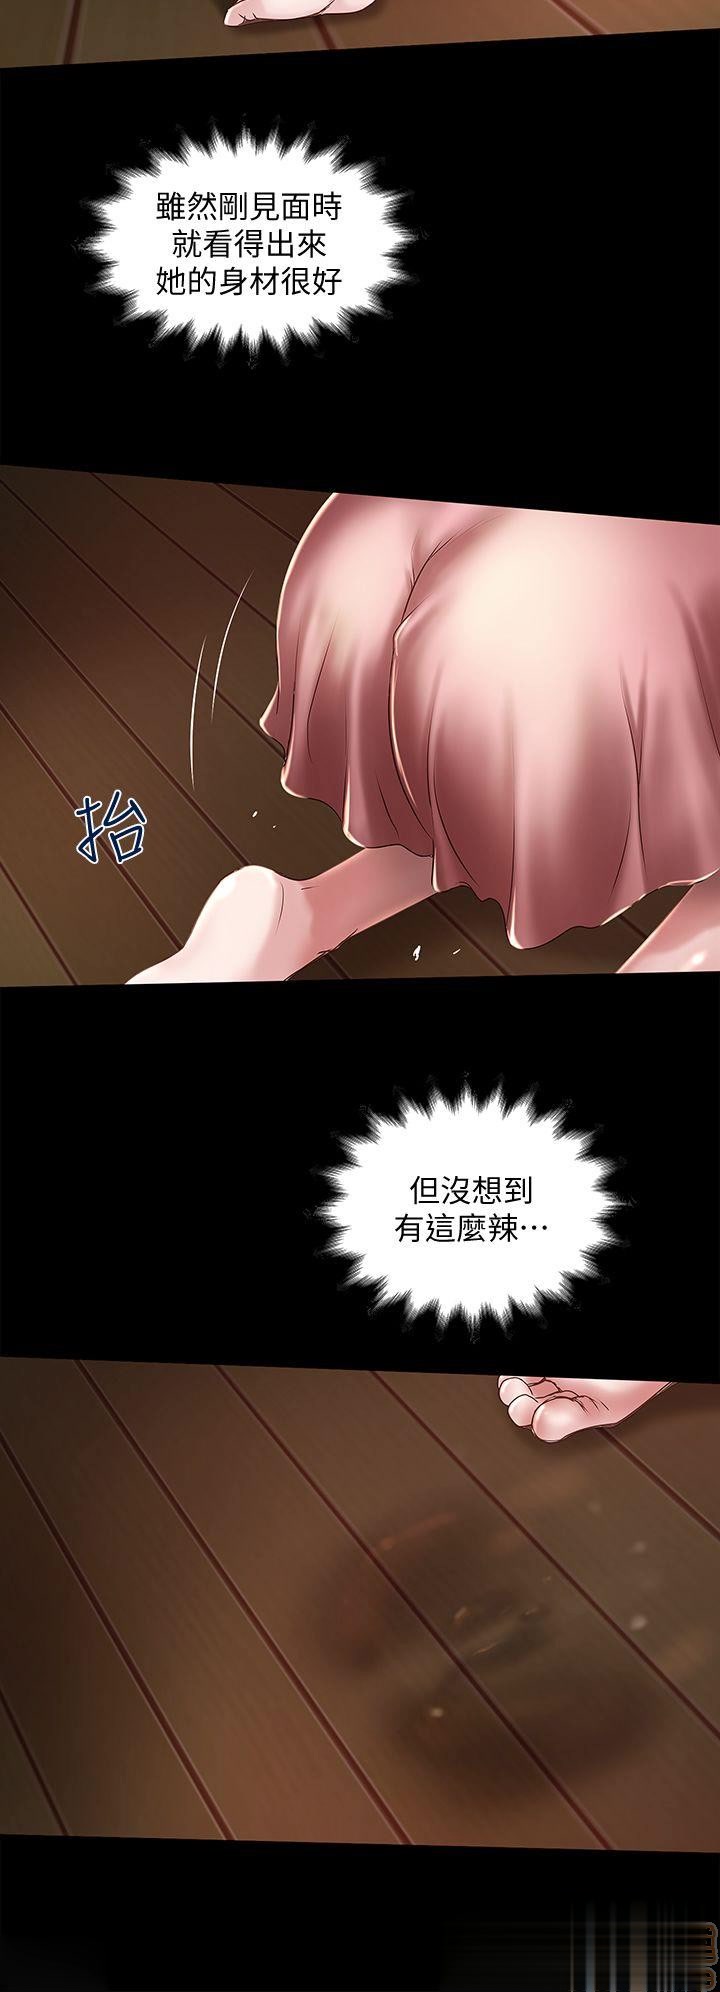 雖然剛見面時
就看得出來
她的身材很好
抬
但沒想到
有這麼辣…